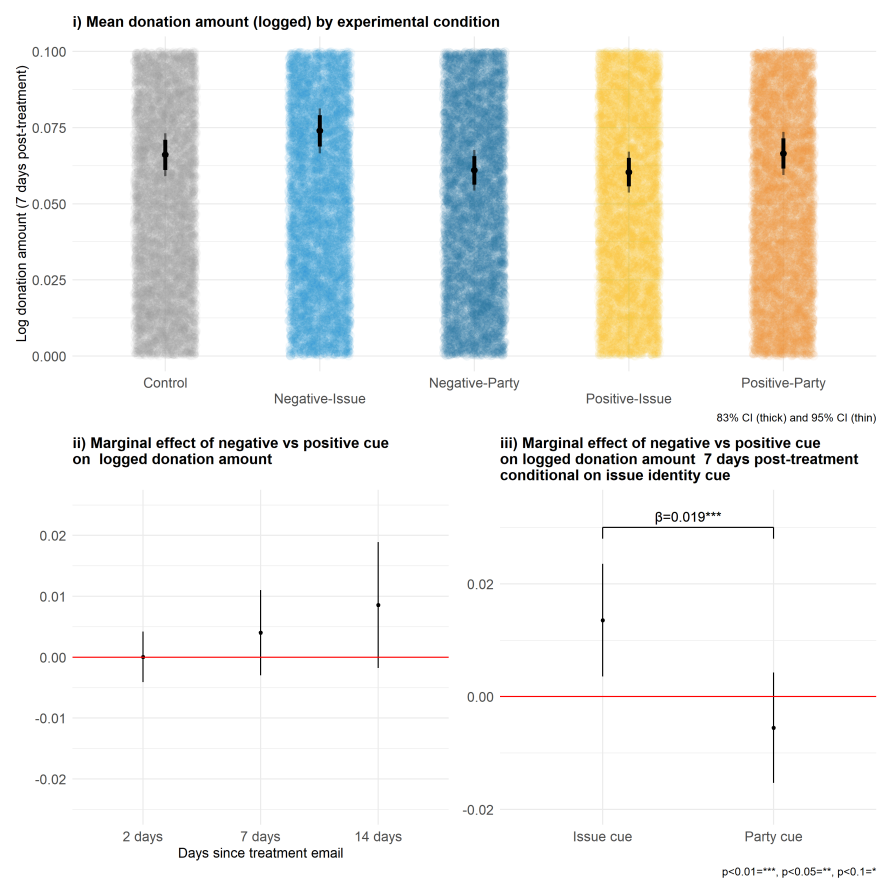 i) Mean donation amount (logged) by experimental condition
Log donation amount (7 days post-treatment)
0.100
0.075
0.050
0.025
0.000
Control
Negative-Issue
Negative-Party
Positive-Issue
Positive-Party
83% CI (thick) and 95% CI (thin)
ii) Marginal effect of negative vs positive cue
on  logged donation amount
0.02
0.01
0.00
-0.01
-0.02
2 days
7 days
14 days
Days since treatment email
iii) Marginal effect of negative vs positive cue
on logged donation amount  7 days post-treatment
conditional on issue identity cue
β=0.019***
0.02
0.00
-0.02
Issue cue
Party cue
p<0.01=***, p<0.05=**, p<0.1=*